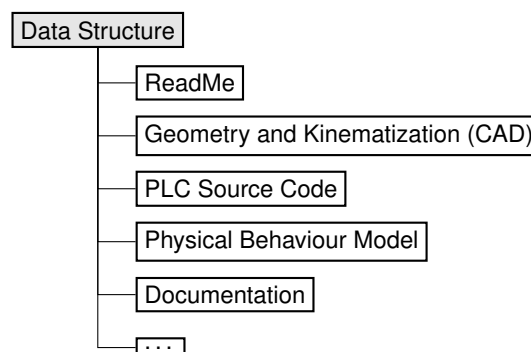 Data Structure
ReadMe
Geometry and Kinematization (CAD)
PLC Source Code
Physical Behaviour Model
Documentation
...